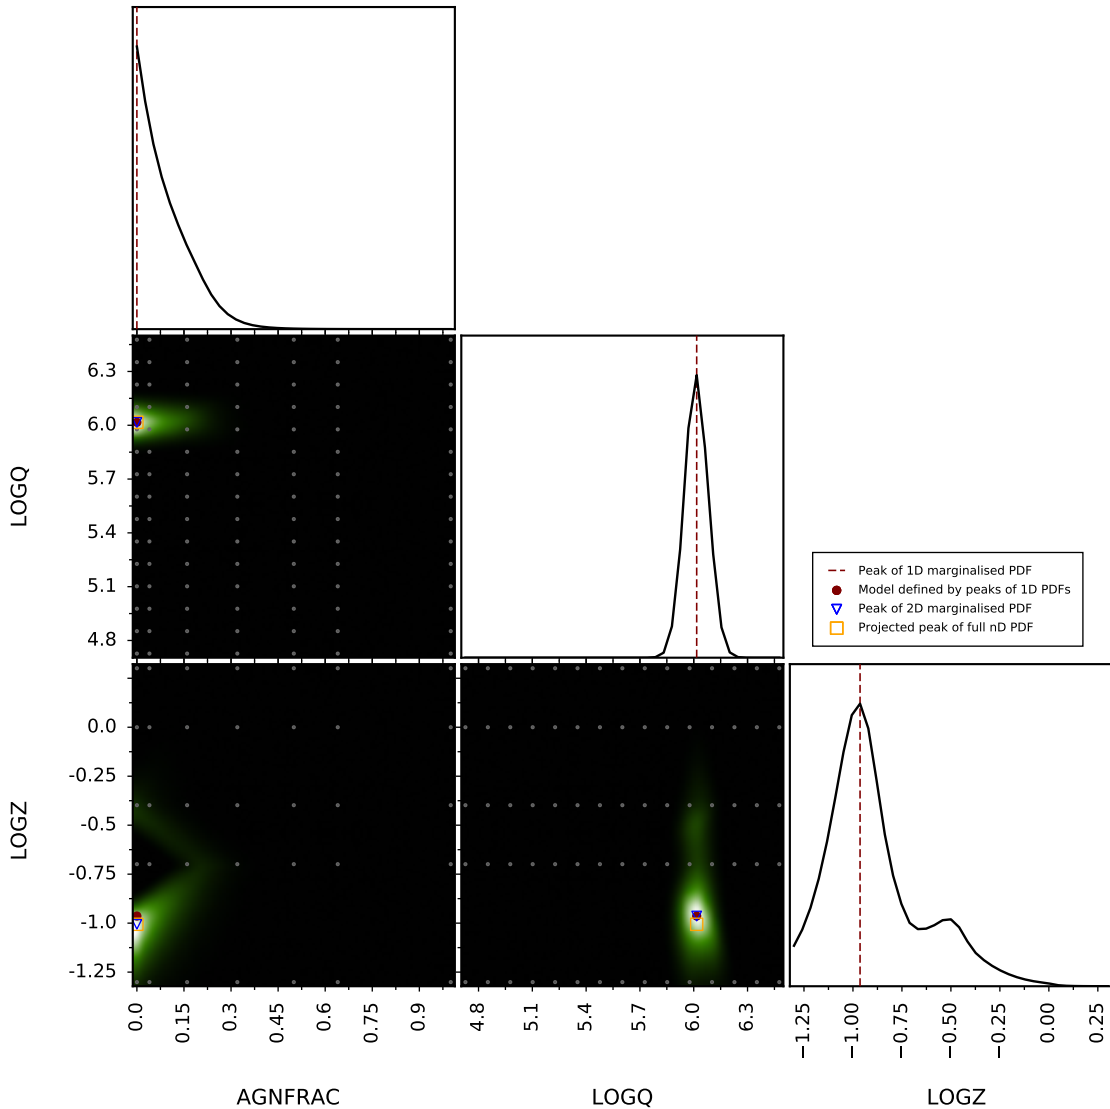 6.3
6.0
5.7
5.4
5.1
4.8
LOGQ
Peak of 1D marginalised PDF
Model defined by peaks of 1D PDFs
Peak of 2D marginalised PDF
Projected peak of full nD PDF
0.0
-0.25
-0.5
-0.75
-1.0
-1.25
LOGZ
0.0 0.15 0.3 0.45 0.6 0.75 0.9
4.8 5.1 5.4 5.7 6.0 6.3
−1.25 −1.00 −0.75 −0.50 0.00 0.25
AGNFRAC LOGQ LOGZ